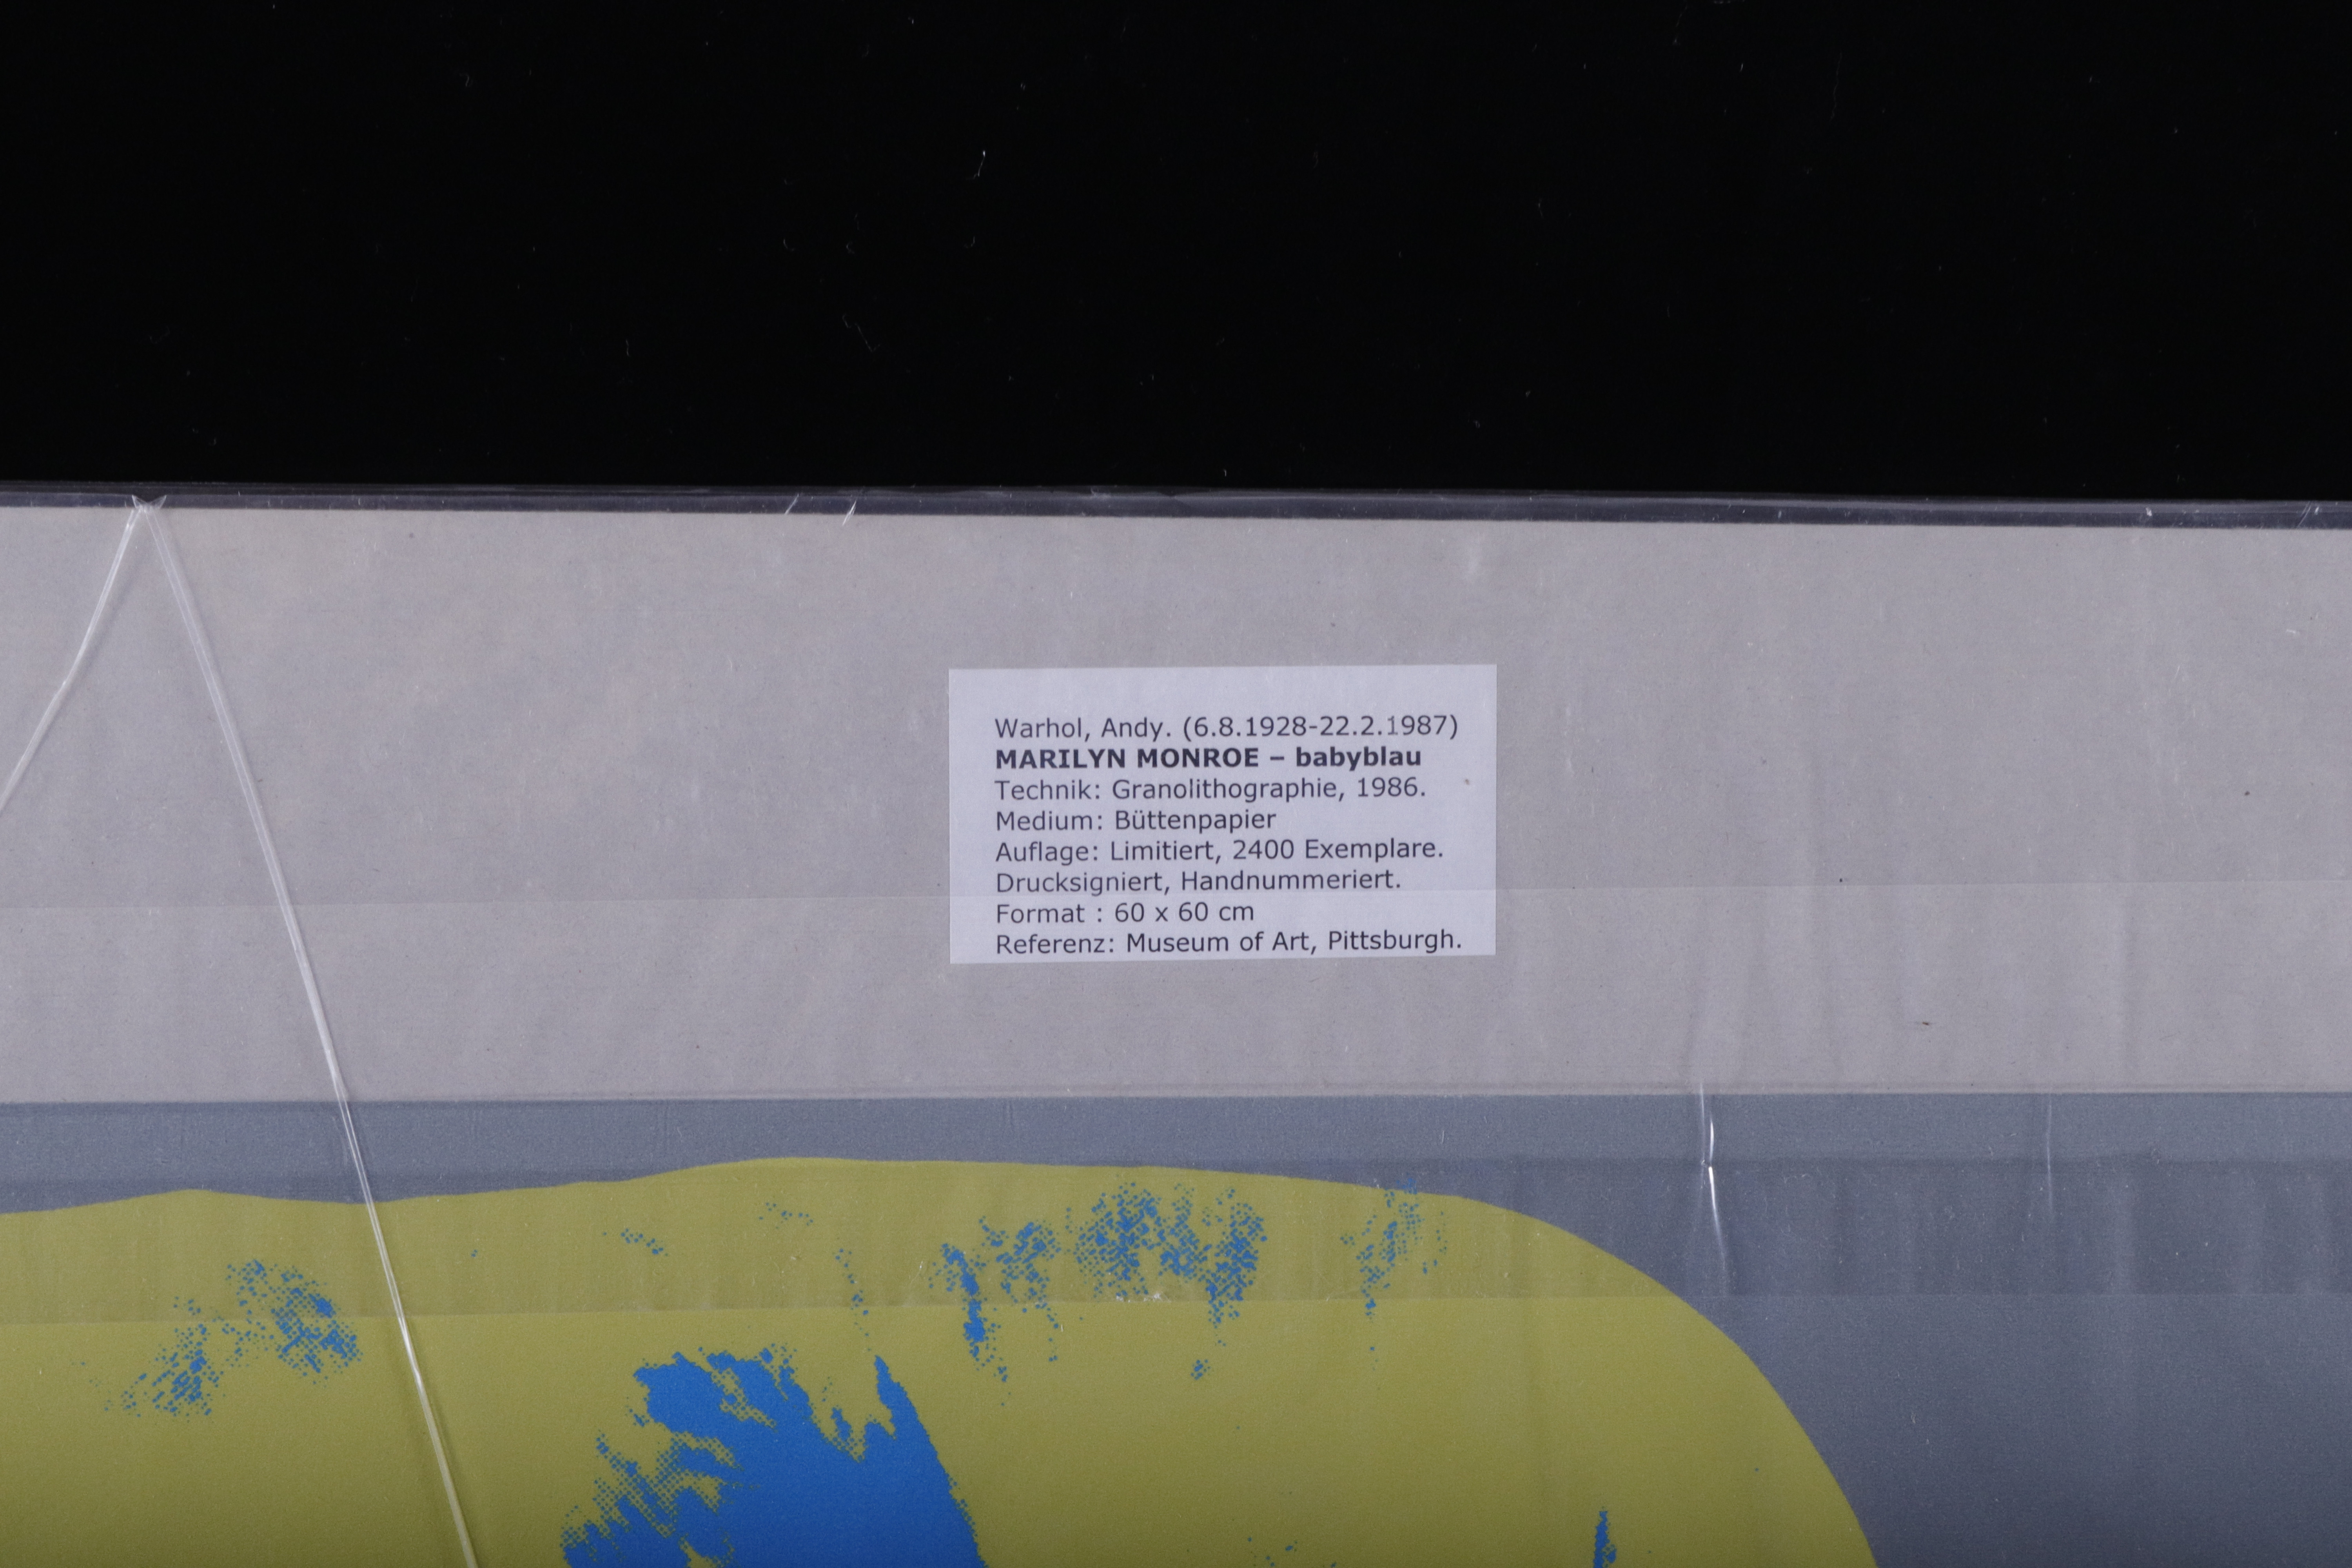 Warhol, Andy. (6.8.1928-22.2.1987)
MARILYN MONROE – babyblau
Technik: Granolithographie, 1986.
Medium: Büttenpapier
Auflage: Limitiert, 2400 Exemplare.
Drucksigniert, Handnummeriert.
Format : 60 x 60 cm
Referenz: Museum of Art, Pittsburgh.